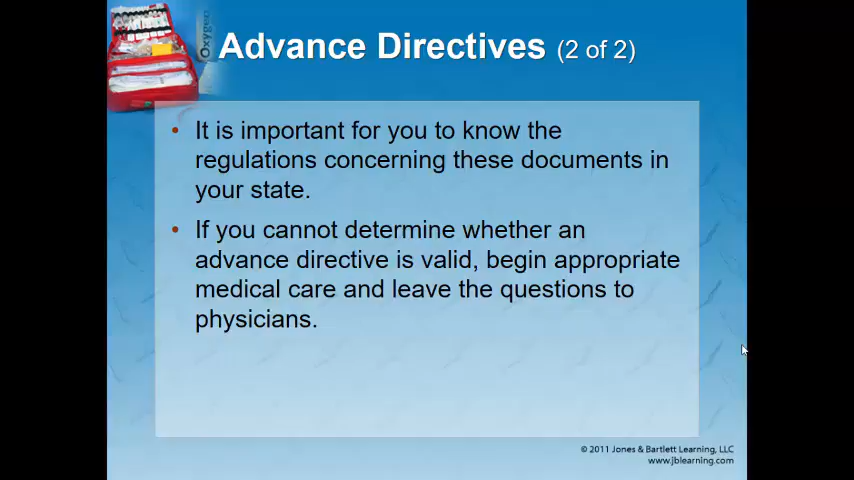 Oxygen
Advance Directives (2 of 2)
• It is important for you to know the
regulations concerning these documents in
your state.
• If you cannot determine whether an
advance directive is valid, begin appropriate
medical care and leave the questions to
physicians.
© 2011 Jones & Bartlett Learning, LLC
www.jblearning.com